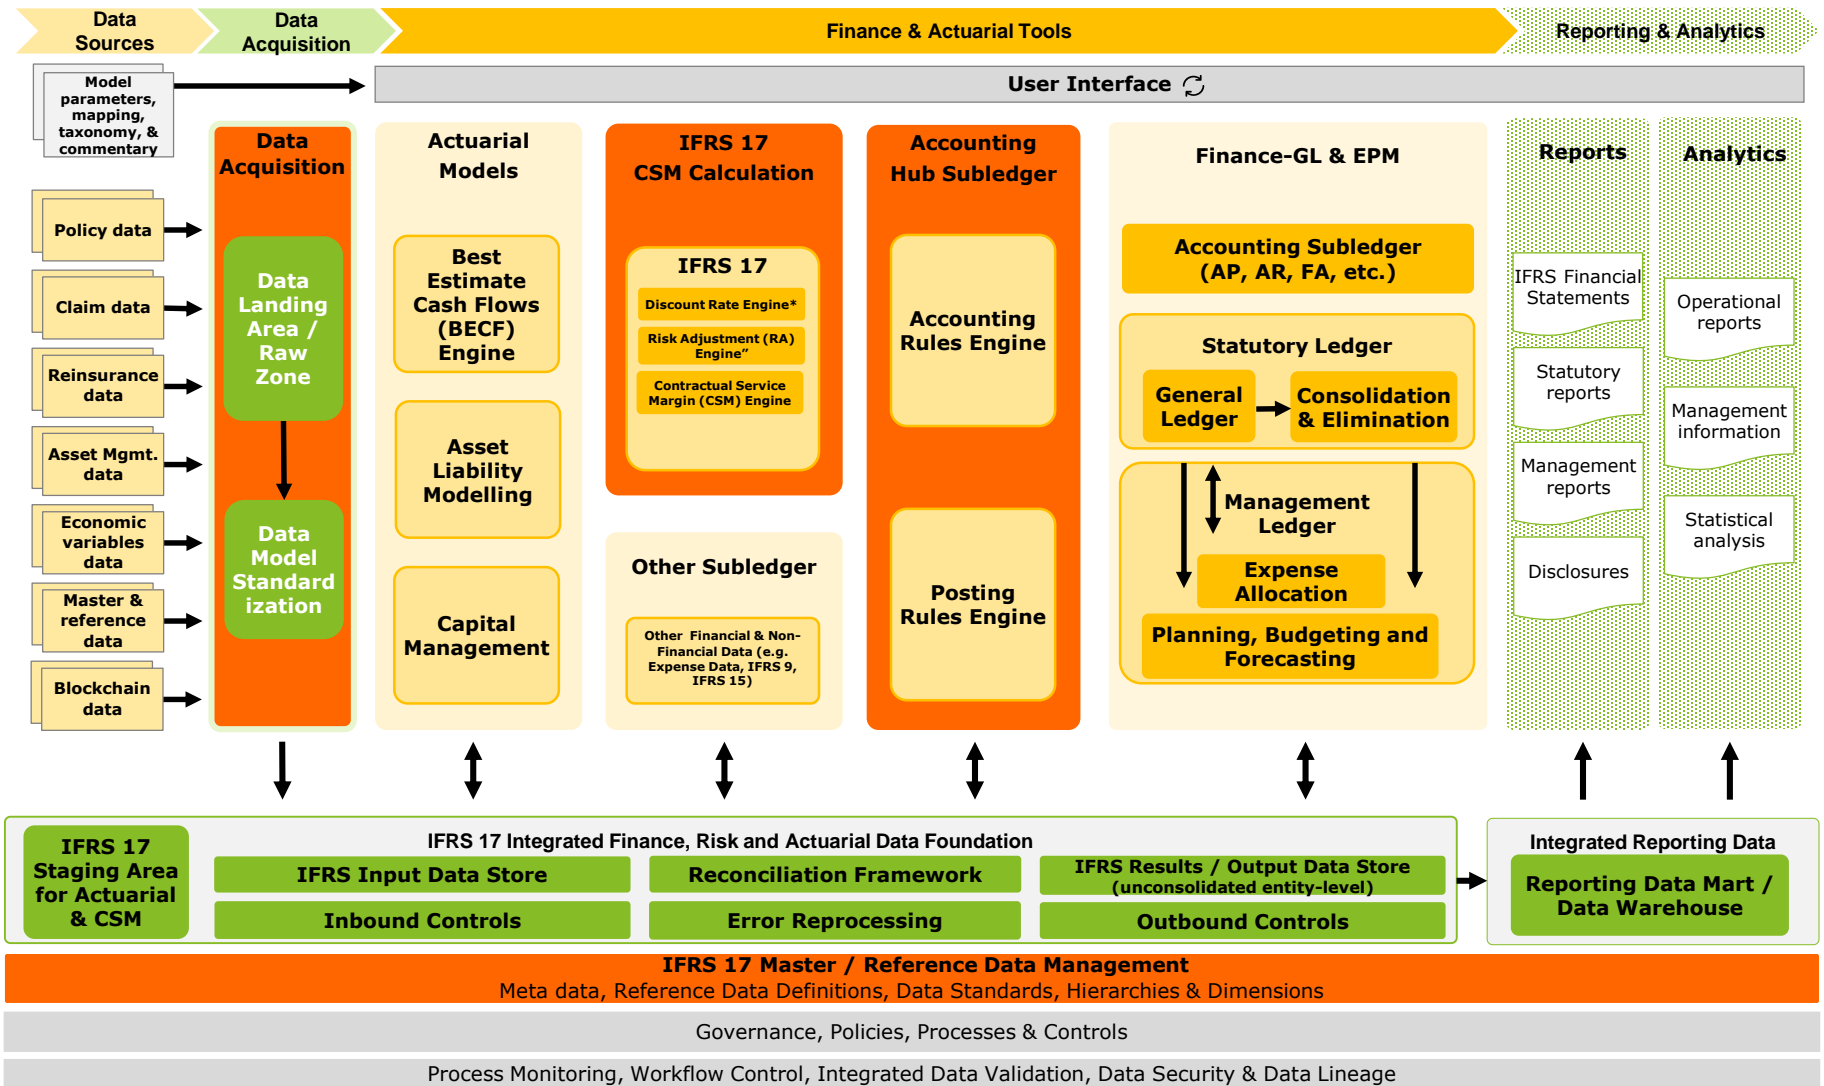 Data
Sources
Data
Acquisition
Finance & Actuarial Tools
Reporting & Analytics
Model
parameters,
mapping,
taxonomy, &
commentary
User Interface
Policy data
Claim data
Reinsurance
data
Asset Mgmt.
data
Economic
variables
data
Master &
reference
data
Blockchain
data
Data
Acquisition
Data
Landing
Area /
Raw
Zone
Data
Model
Standard
ization
Actuarial
Models
Best
Estimate
Cash Flows
(BECF)
Engine
Asset
Liability
Modelling
Capital
Management
IFRS 17
CSM Calculation
IFRS 17
Discount Rate Engine*
Risk Adjustment (RA)
Engine”
Contractual Service
Margin (CSM) Engine
Other Subledger
Other Financial & Non-
Financial Data (e.g.
Expense Data, IFRS 9,
IFRS 15)
Accounting
Hub Subledger
Accounting
Rules Engine
Posting
Rules Engine
Finance-GL & EPM
Accounting Subledger
(AP, AR, FA, etc.)
Statutory Ledger
General
Ledger
Consolidation
& Elimination
Management
Ledger
Expense
Allocation
Planning, Budgeting and
Forecasting
Reports
IFRS Financial
Statements
Statutory
reports
Management
reports
Disclosures
Analytics
Operational
reports
Management
information
Statistical
analysis
IFRS 17
Staging Area
for Actuarial
& CSM
IFRS 17 Integrated Finance, Risk and Actuarial Data Foundation
IFRS Input Data Store
Reconciliation Framework
IFRS Results / Output Data Store
(unconsolidated entity-level)
Inbound Controls
Error Reprocessing
Outbound Controls
Integrated Reporting Data
Reporting Data Mart /
Data Warehouse
IFRS 17 Master / Reference Data Management
Meta data, Reference Data Definitions, Data Standards, Hierarchies & Dimensions
Governance, Policies, Processes & Controls
Process Monitoring, Workflow Control, Integrated Data Validation, Data Security & Data Lineage